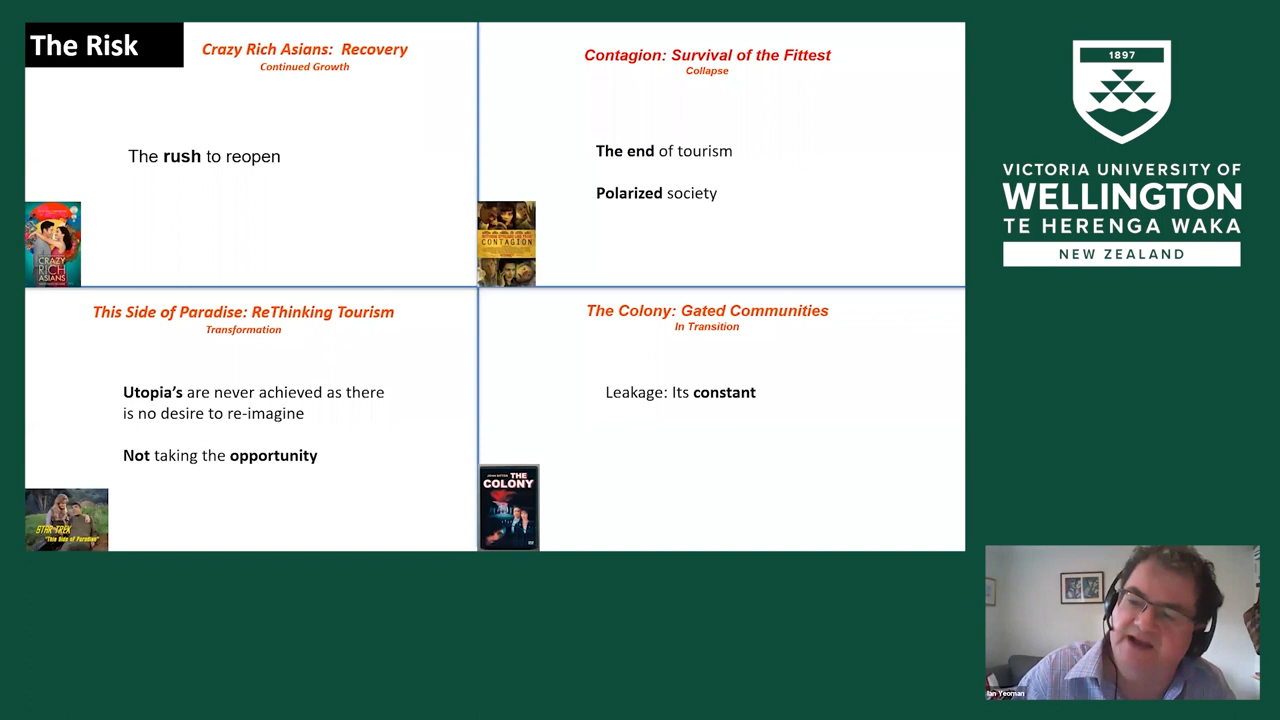 The Risk
Crazy Rich Asians: Recovery
Continued Growth
The rush to reopen
CRAZY
RICH
ASIANS
Contagion: Survival of the Fittest
Collapse
The end of tourism
Polarized society
CONTAGION
This Side of Paradise: ReThinking Tourism
Transformation
Utopia's are never achieved as there
is no desire to re-imagine
Not taking the opportunity
STAR TREK
"This Side of Paradise"
The Colony: Gated Communities
In Transition
Leakage: Its constant
THE
COLONY
1897
VICTORIA UNIVERSITY OF
WELLINGTON
TE HERENGA WAKA
NEW ZEALAND
Ian Yeoman